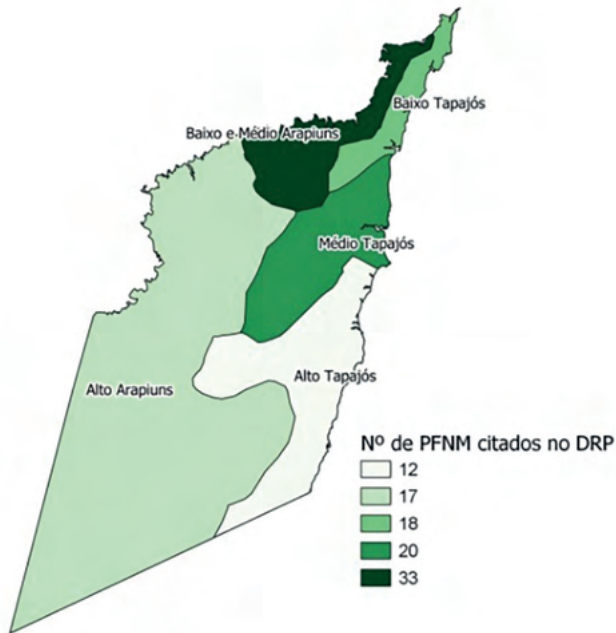 Baixo Tapajós
Baixo e Médio Arapiuns
Médio Tapajós
Alto Tapajós
Alto Arapiuns
Nº de PFNM citados no DRP
12
17
18
20
33